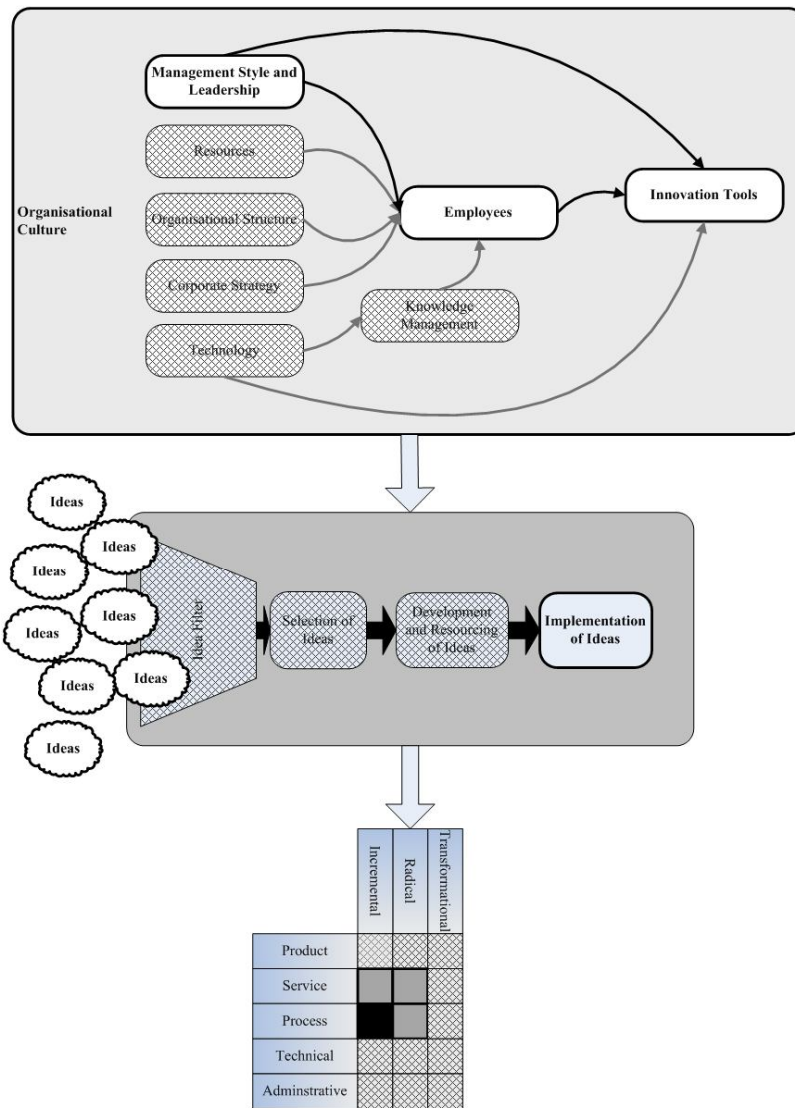 Management Style and
Leadership
Resources
Organisational
Culture
Organisational Structure
Employees
Innovation Tools
Corporate Strategy
Knowledge
Management
Technology
Ideas
Ideas
Ideas
Ideas
Ideas
Ideas
Ideas
Ideas
Idea Filter
Selection of
Ideas
Development
and Resourcing
of Ideas
Implementation
of Ideas
Incremental
Radical
Transformational
Product
Service
Process
Technical
Adminstrative